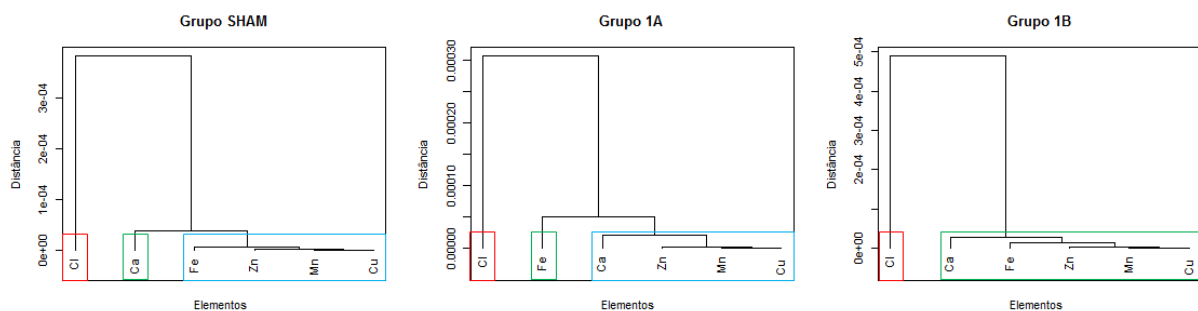 Grupo SHAM
Distância
3e-04
2e-04
1e-04
0e+00
Cl
Ca
Fe
Zn
Mn
Cu
Elementos
Grupo 1A
Distância
0.00030
0.00020
0.00010
0.00000
Cl
Fe
Ca
Zn
Mn
Cu
Elementos
Grupo 1B
Distância
5e-04
4e-04
3e-04
2e-04
0e+00
Cl
Ca
Fe
Zn
Mn
Cu
Elementos